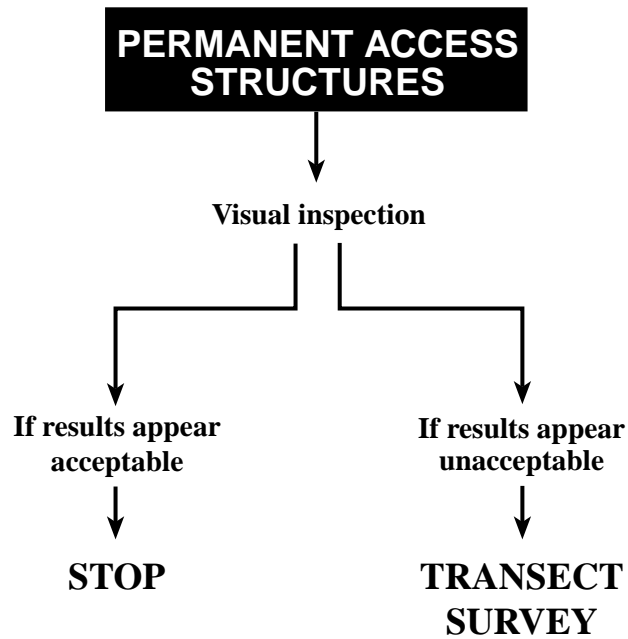 PERMANENT ACCESS
STRUCTURES
Visual inspection
If results appear
acceptable
If results appear
unacceptable
STOP
TRANSECT
SURVEY